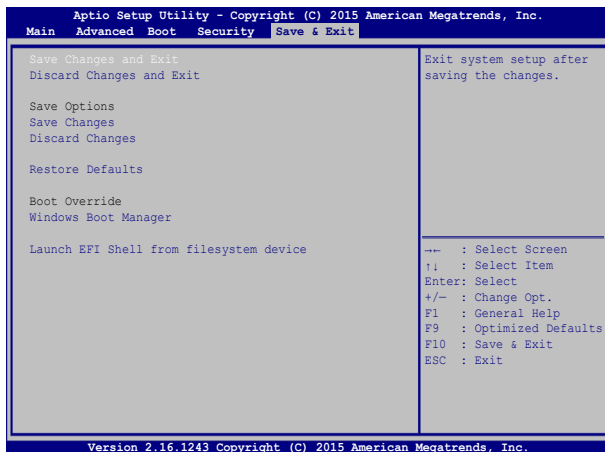 Aptio Setup Utility - Copyright (C) 2015 American Megatrends, Inc.
Main Advanced Boot Security Save & Exit
Save Changes and Exit
Discard Changes and Exit
Save Options
Save Changes
Discard Changes
Restore Defaults
Boot Override
Windows Boot Manager
Launch EFI Shell from filesystem device
Exit system setup after
saving the changes.
→← : Select Screen
↑↓ : Select Item
Enter: Select
+/— : Change Opt.
F1 : General Help
F9 : Optimized Defaults
F10 : Save & Exit
ESC : Exit
Version 2.16.1243 Copyright (C) 2015 American Megatrends, Inc.